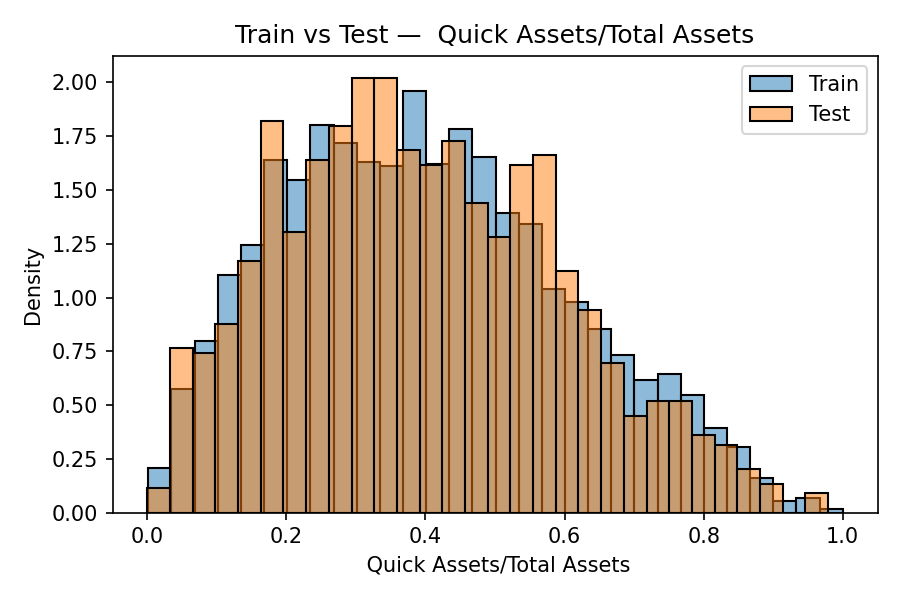 Train vs Test —  Quick Assets/Total Assets
Train
Test
Density
2.00
1.75
1.50
1.25
1.00
0.75
0.50
0.25
0.00
0.0 0.2 0.4 0.6 0.8 1.0
Quick Assets/Total Assets